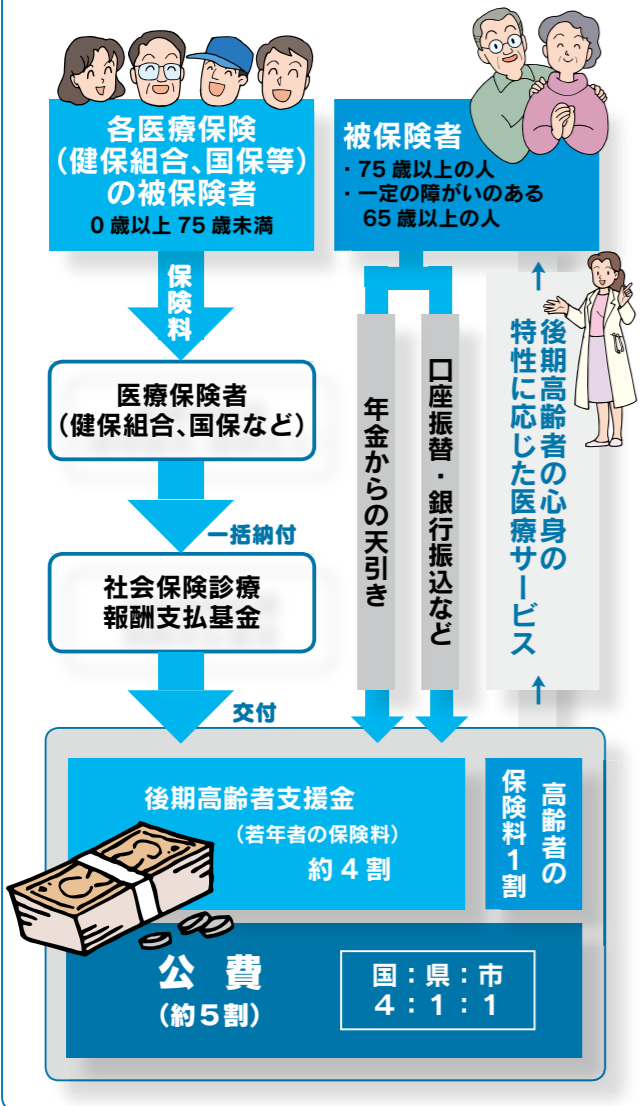 各医療保険
(健保組合、国保等)
の被保険者
0歳以上75歳未満
保険料
医療保険者
(健保組合、国保など)
一括納付
社会保険診療
報酬支払基金
交付
被保険者
・75歳以上の人
・一定の障がいのある
65歳以上の人
年金からの天引き
口座振替・銀行振込など
↑
後期高齢者の心身の
特性に応じた医療サービス
↑
後期高齢者支援金
(若年者の保険料)
約4割
高齢者の
保険料1割
公費
(約5割)
国:県:市
4:1:1